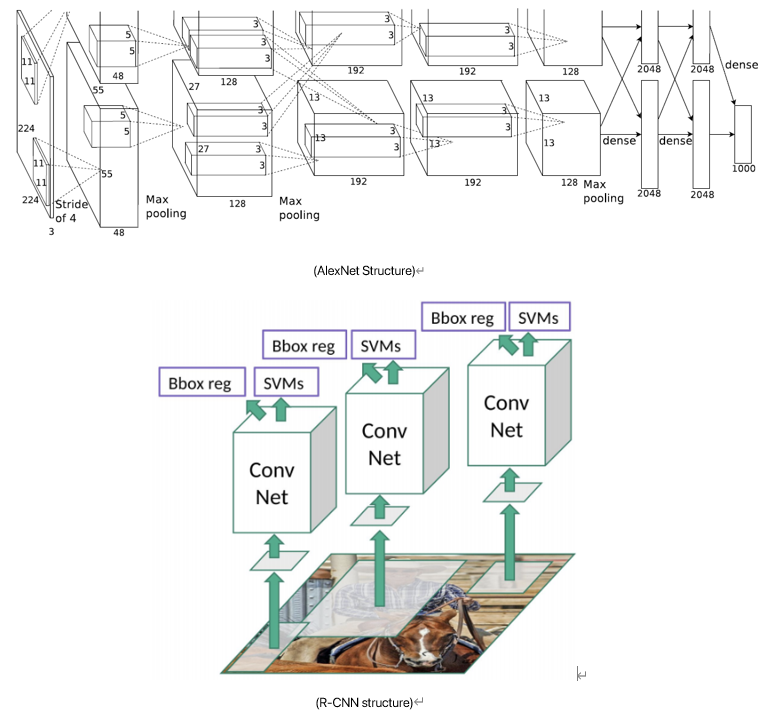 5
3
3
3
5
3
3
3
11
48
192
192
128
2048
2048
dense
11
128
55
27
13
13
13
5
3
3
5
3
13
3
3
224
27
3
13
3
13
13
dense
dense
11
55
3
1000
11
192
192
128
Max
pooling
224
Stride
of 4
Max
pooling
128
Max
pooling
2048
2048
3
48
(AlexNet Structure)↵
Bbox reg
SVMs
Bbox reg
SVMs
Bbox reg
SVMs
Conv
Net
Conv
Net
Conv
Net
(R-CNN structure)↵